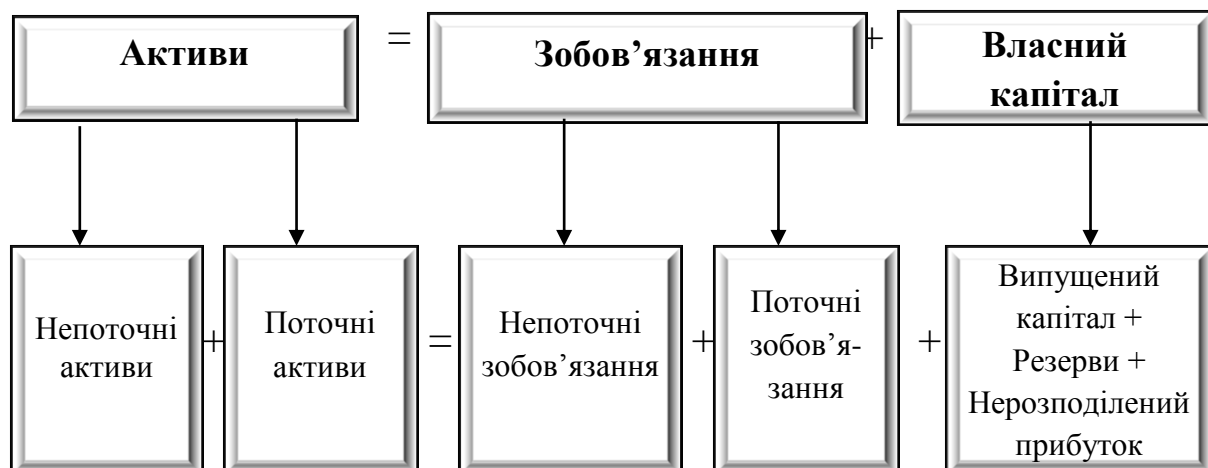 Активи = Зобов’язання + Власний
капітал
Непоточні
активи
+
Поточні
активи
=
Непоточні
зобов’язання
+
Поточні
зобов’я-
зання
+
Випущений
капітал +
Резерви +
Нерозподілений
прибуток